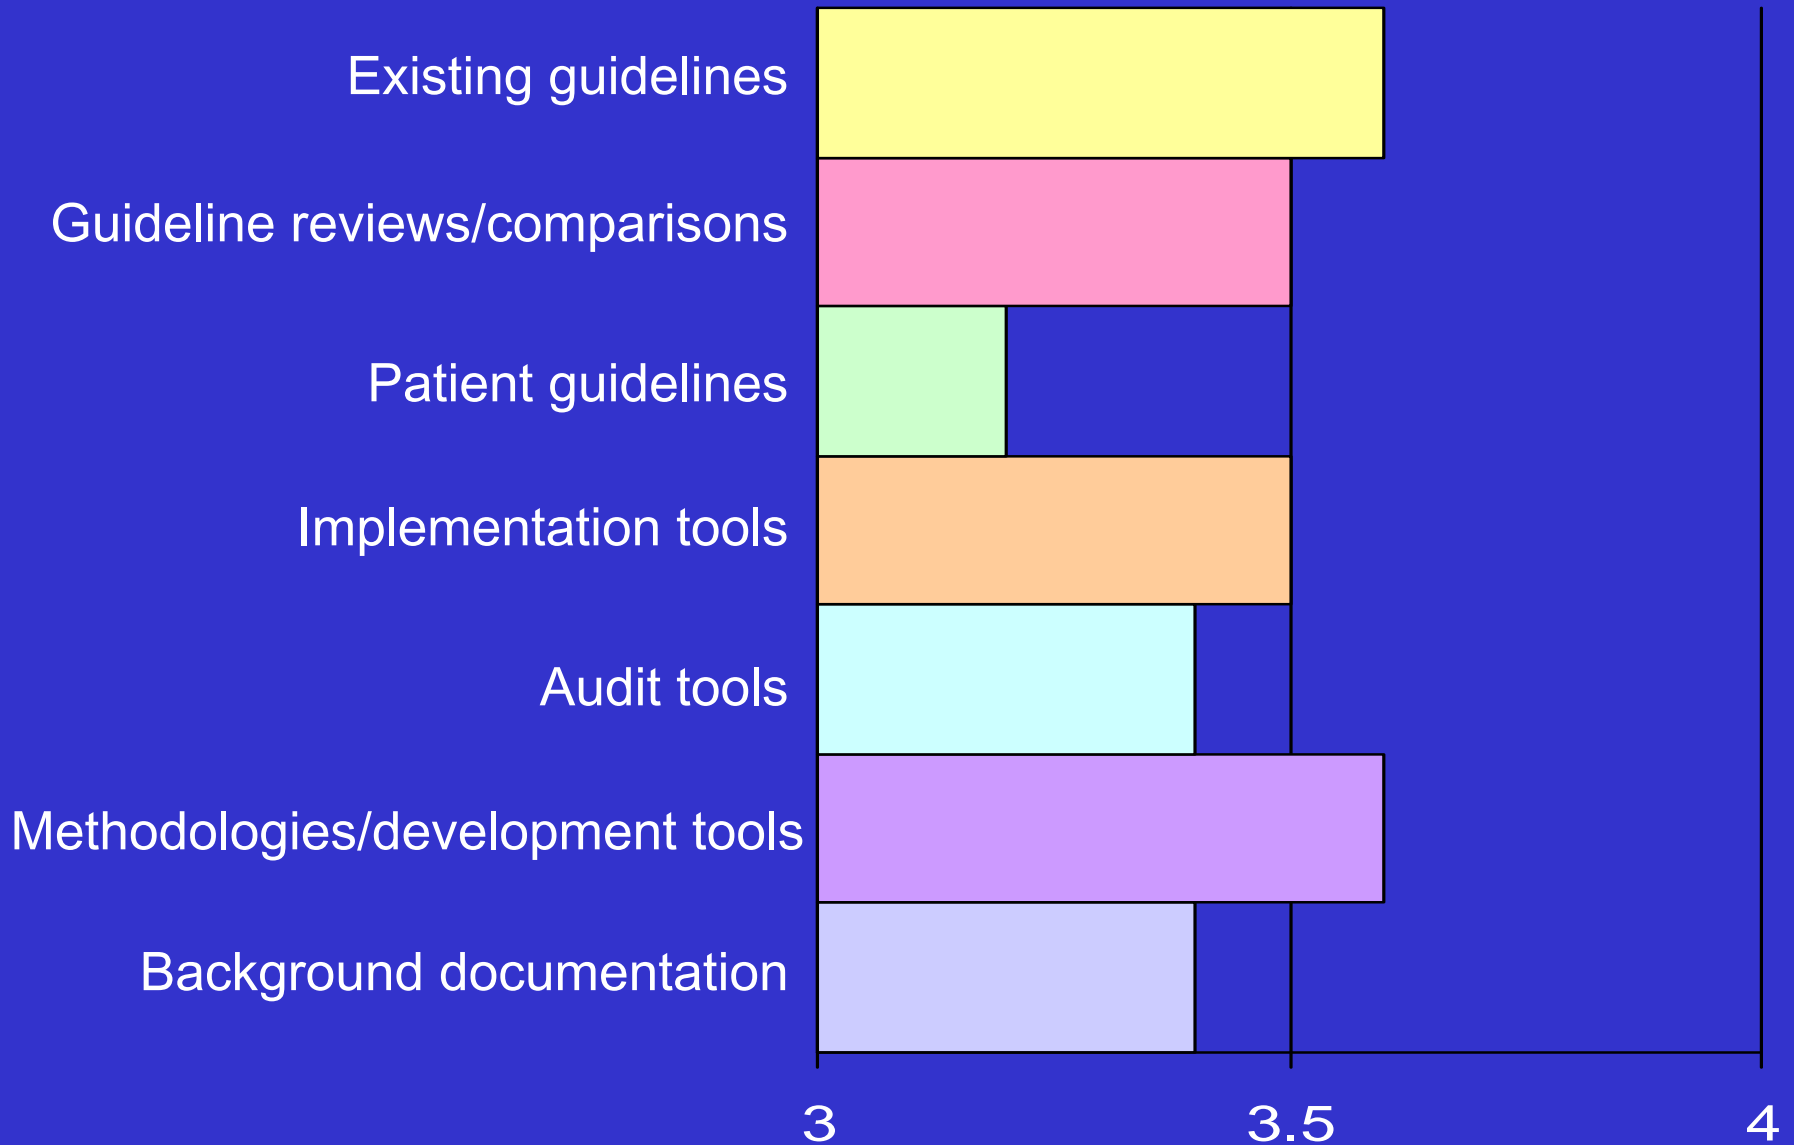 Existing guidelines
Guideline reviews/comparisons
Patient guidelines
Implementation tools
Audit tools
Methodologies/development tools
Background documentation
3 3.5 4